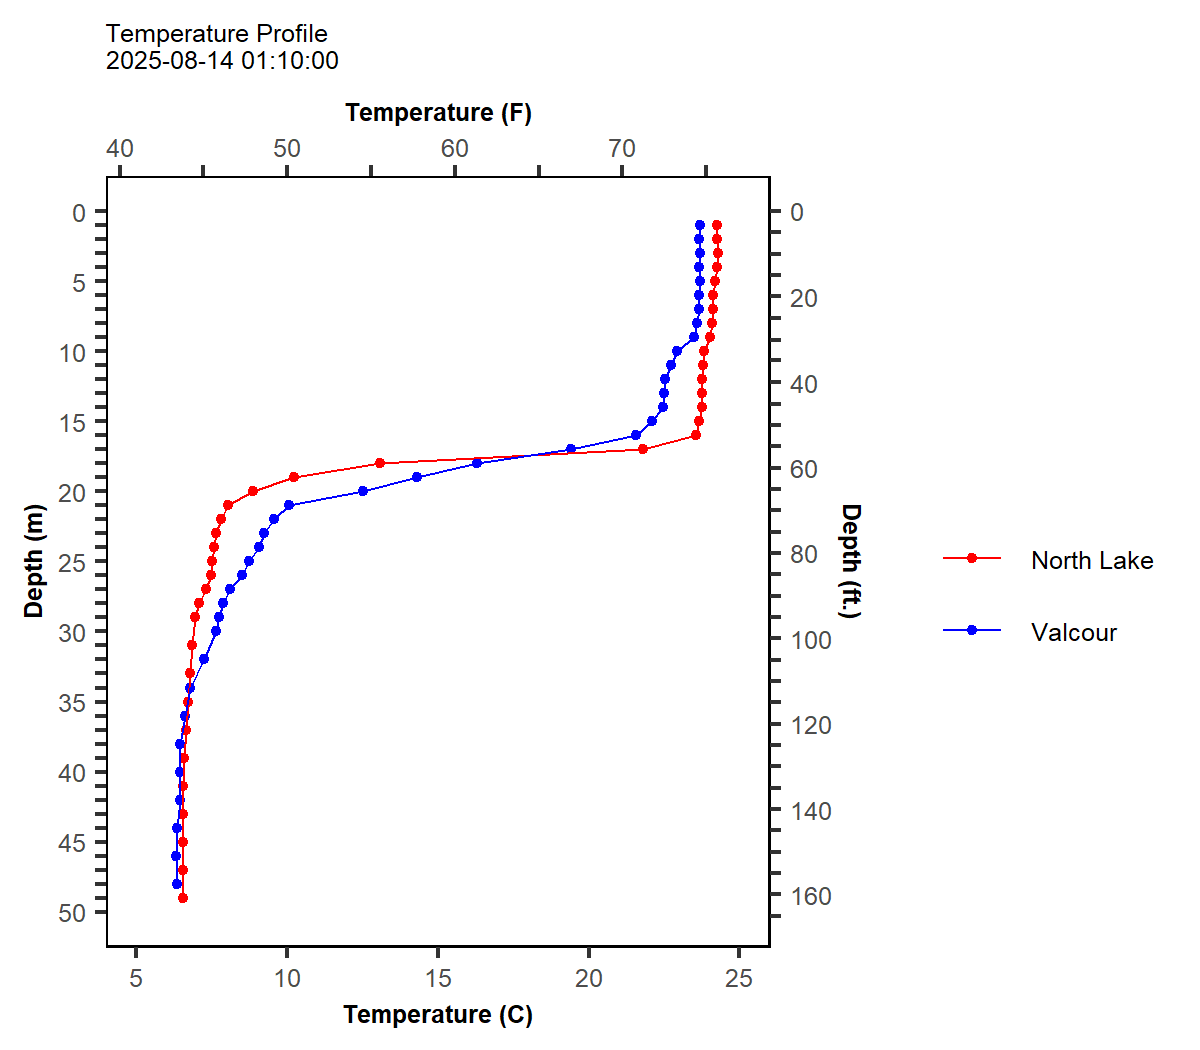 Temperature Profile
2025-08-14 01:10:00
Temperature (F)
40 50 60 70
0
5
10
15
20
25
30
35
40
45
50
Depth (m)
0
20
40
60
80
100
120
140
160
Depth (ft.)
North Lake
Valcour
5 10 15 20 25
Temperature (C)